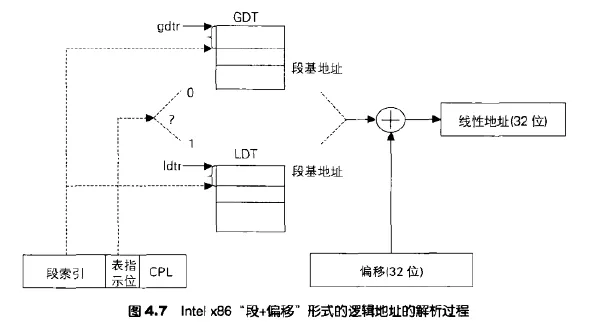 GDT
gdtr
段基地址
0
?
1
线性地址(32 位)
LDT
ldtr
段基地址
段索引
表指示位
CPL
偏移(32 位)
图 4.7 Intel x86 “段+偏移” 形式的逻辑地址的解析过程